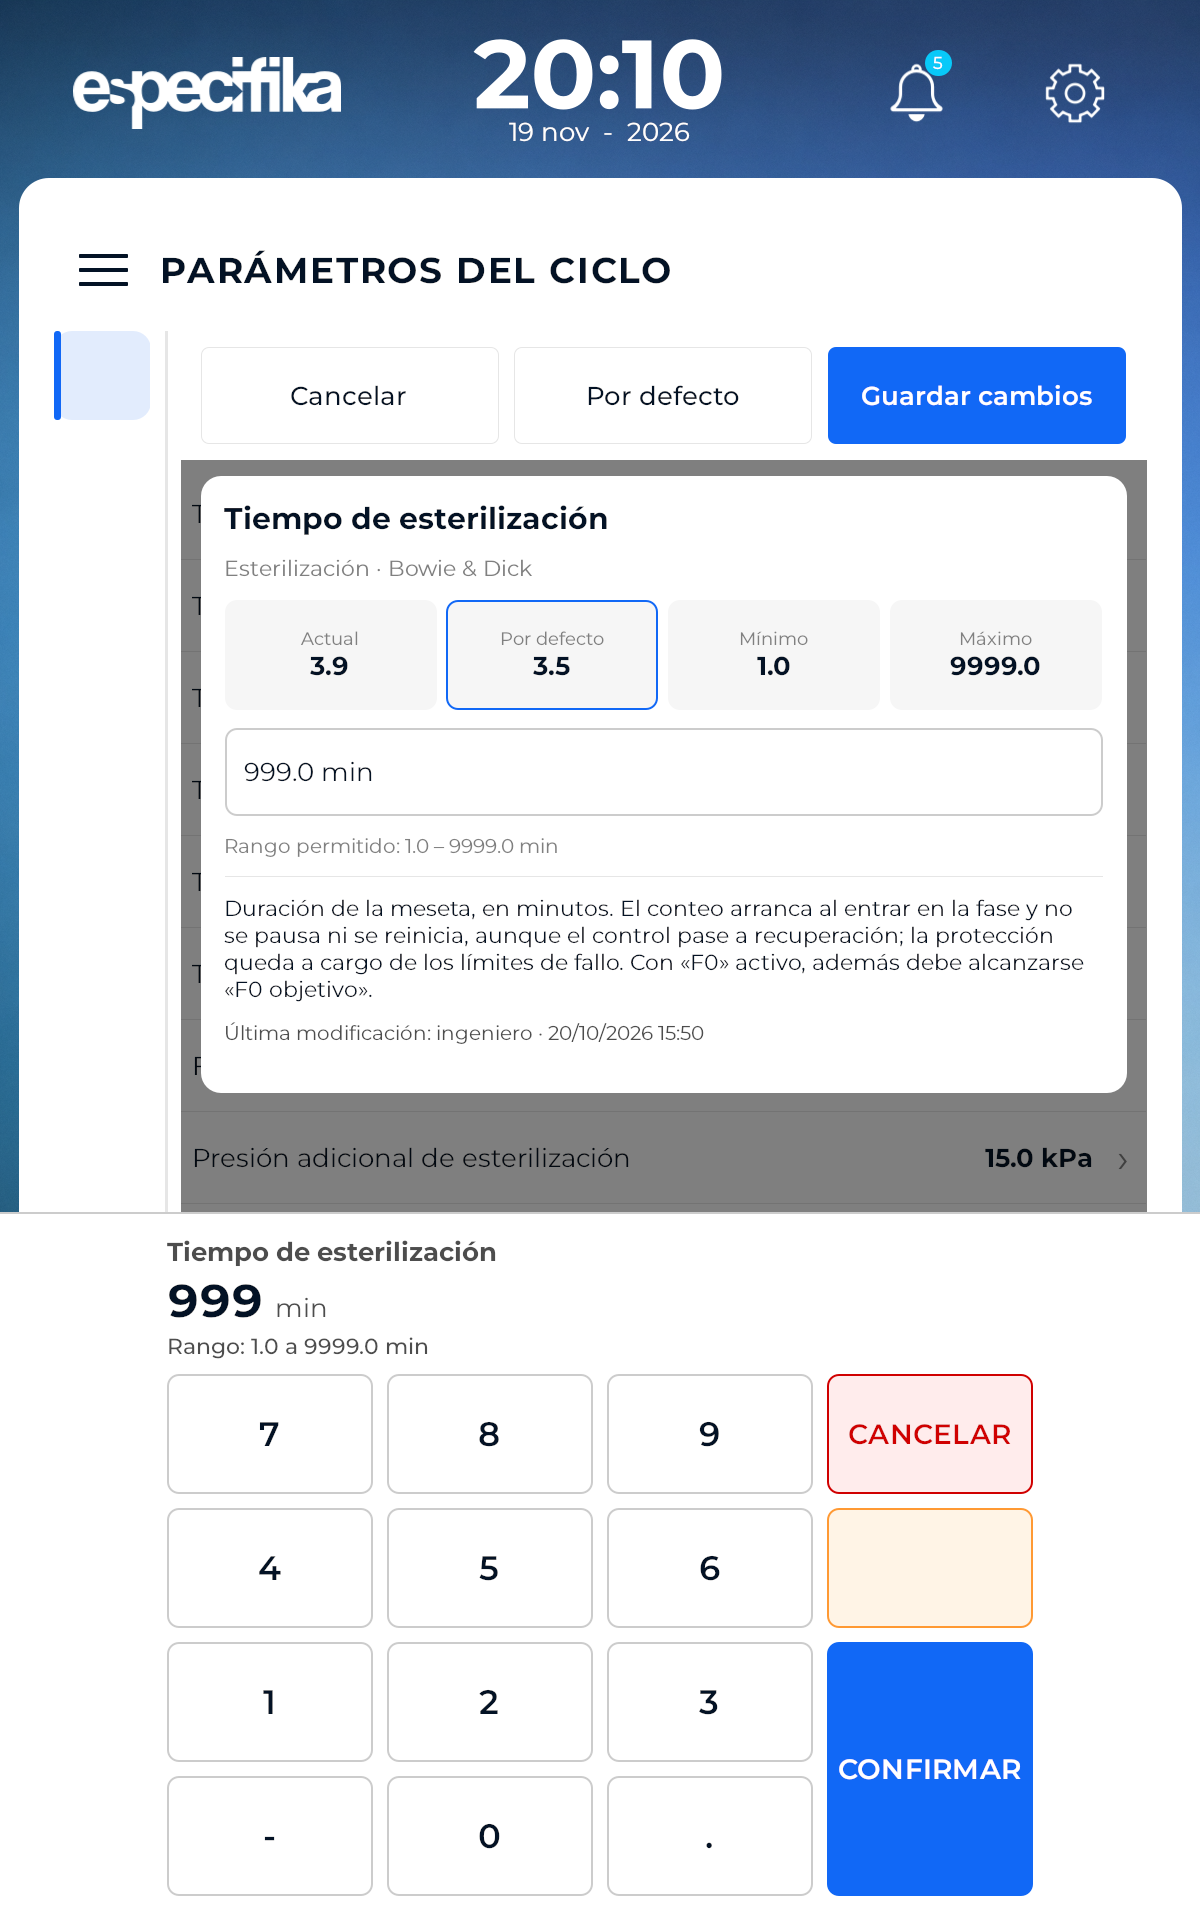 especifika
20:10
19 nov - 2026
5
PARÁMETROS DEL CICLO
Cancelar
Por defecto
Guardar cambios
Tiempo de esterilización
Esterilización · Bowie & Dick
Actual
3.9
Por defecto
3.5
Mínimo
1.0
Máximo
9999.0
999.0 min
Rango permitido: 1.0 – 9999.0 min
Duración de la meseta, en minutos. El conteo arranca al entrar en la fase y no
se pausa ni se reinicia, aunque el control pase a recuperación; la protección
queda a cargo de los límites de fallo. Con «F0» activo, además debe alcanzarse
«F0 objetivo».
Última modificación: ingeniero · 20/10/2026 15:50
Presión adicional de esterilización
15.0 kPa
Tiempo de esterilización
999 min
Rango: 1.0 a 9999.0 min
7
8
9
CANCELAR
4
5
6
1
2
3
CONFIRMAR
-
0
.